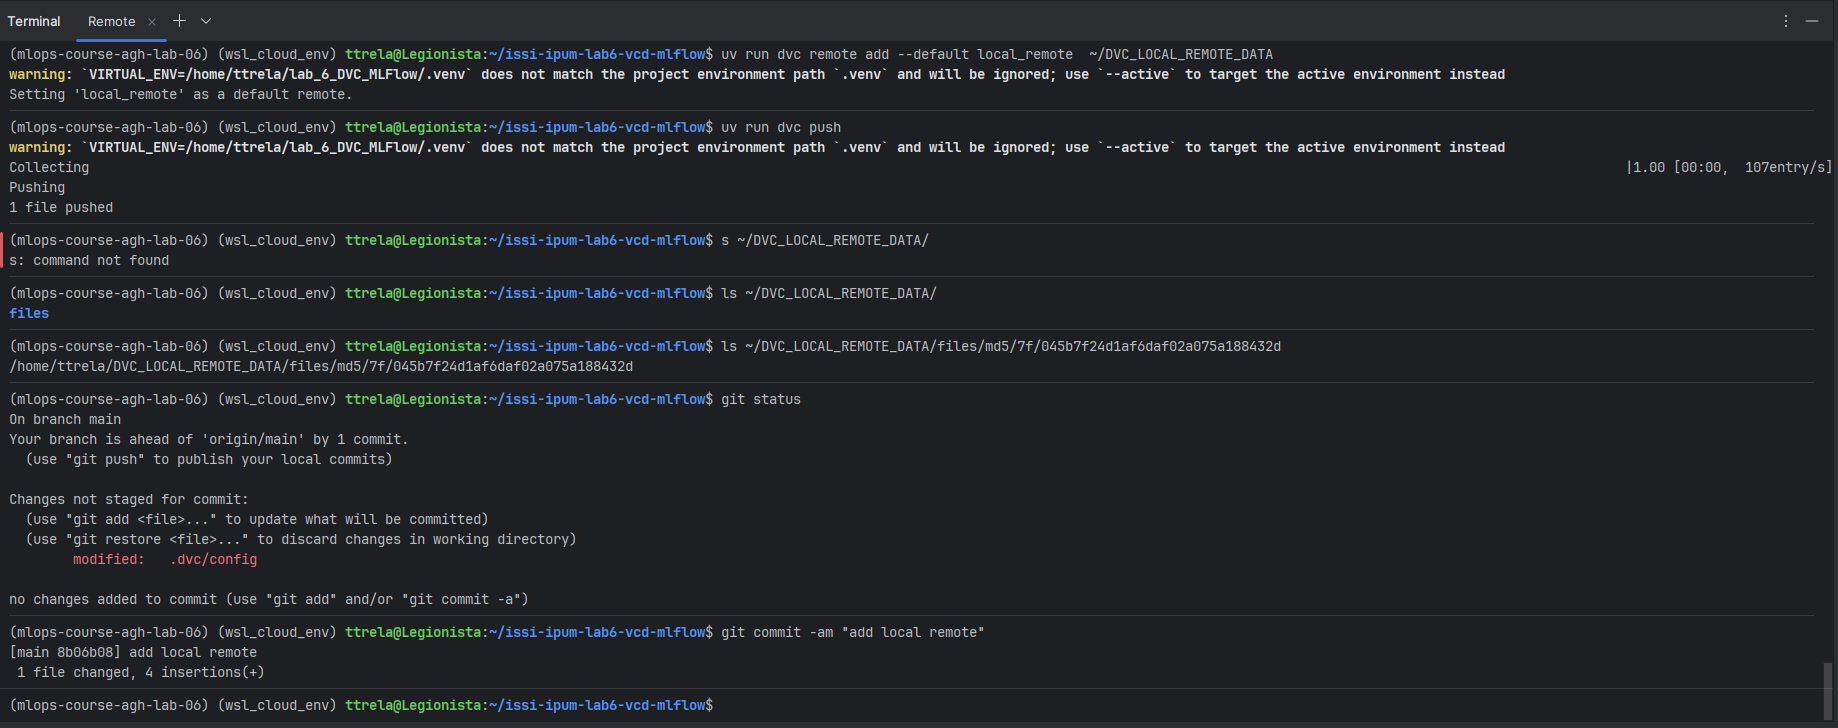 Terminal Remote × + ⌄ ⋮ —
(mlops-course-agh-lab-06) (wsl_cloud_env) ttrela@Legionista:~/issi-ipum-lab6-vcd-mlflow$ uv run dvc remote add --default local_remote  ~/DVC_LOCAL_REMOTE_DATA
warning: `VIRTUAL_ENV=/home/ttrela/lab_6_DVC_MLFlow/.venv` does not match the project environment path `.venv` and will be ignored; use `--active` to target the active environment instead
Setting 'local_remote' as a default remote.
(mlops-course-agh-lab-06) (wsl_cloud_env) ttrela@Legionista:~/issi-ipum-lab6-vcd-mlflow$ uv run dvc push
warning: `VIRTUAL_ENV=/home/ttrela/lab_6_DVC_MLFlow/.venv` does not match the project environment path `.venv` and will be ignored; use `--active` to target the active environment instead
Collecting |1.00 [00:00,  107entry/s]
Pushing
1 file pushed
(mlops-course-agh-lab-06) (wsl_cloud_env) ttrela@Legionista:~/issi-ipum-lab6-vcd-mlflow$ s ~/DVC_LOCAL_REMOTE_DATA/
s: command not found
(mlops-course-agh-lab-06) (wsl_cloud_env) ttrela@Legionista:~/issi-ipum-lab6-vcd-mlflow$ ls ~/DVC_LOCAL_REMOTE_DATA/
files
(mlops-course-agh-lab-06) (wsl_cloud_env) ttrela@Legionista:~/issi-ipum-lab6-vcd-mlflow$ ls ~/DVC_LOCAL_REMOTE_DATA/files/md5/7f/045b7f24d1af6daf02a075a188432d
/home/ttrela/DVC_LOCAL_REMOTE_DATA/files/md5/7f/045b7f24d1af6daf02a075a188432d
(mlops-course-agh-lab-06) (wsl_cloud_env) ttrela@Legionista:~/issi-ipum-lab6-vcd-mlflow$ git status
On branch main
Your branch is ahead of 'origin/main' by 1 commit.
  (use "git push" to publish your local commits)
Changes not staged for commit:
  (use "git add <file>..." to update what will be committed)
  (use "git restore <file>..." to discard changes in working directory)
        modified:   .dvc/config
no changes added to commit (use "git add" and/or "git commit -a")
(mlops-course-agh-lab-06) (wsl_cloud_env) ttrela@Legionista:~/issi-ipum-lab6-vcd-mlflow$ git commit -am "add local remote"
[main 8b06b08] add local remote
 1 file changed, 4 insertions(+)
(mlops-course-agh-lab-06) (wsl_cloud_env) ttrela@Legionista:~/issi-ipum-lab6-vcd-mlflow$